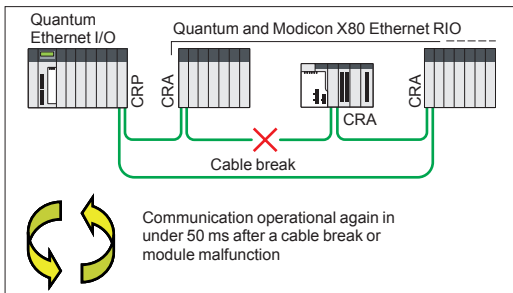 Quantum
Ethernet I/O
Quantum and Modicon X80 Ethernet RIO
CRP
CRA
CRA
CRA
Cable break
Communication operational again in
under 50 ms after a cable break or
module malfunction